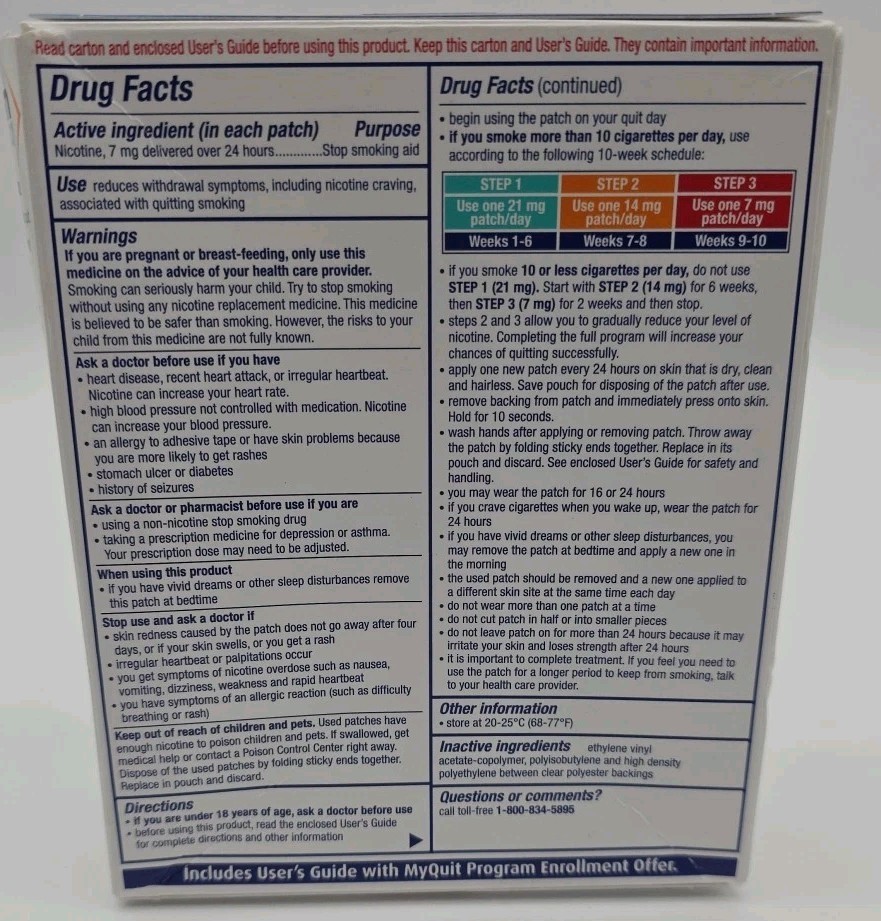 Read carton and enclosed User's Guide before using this product. Keep this carton and User's Guide. They contain important information.
Drug Facts
Active ingredient (in each patch) Purpose
Nicotine, 7 mg delivered over 24 hours.............Stop smoking aid
Use reduces withdrawal symptoms, including nicotine craving,
associated with quitting smoking
Warnings
If you are pregnant or breast-feeding, only use this
medicine on the advice of your health care provider.
Smoking can seriously harm your child. Try to stop smoking
without using any nicotine replacement medicine. This medicine
is believed to be safer than smoking. However, the risks to your
child from this medicine are not fully known.
Ask a doctor before use if you have
• heart disease, recent heart attack, or irregular heartbeat.
Nicotine can increase your heart rate.
• high blood pressure not controlled with medication. Nicotine
can increase your blood pressure.
• an allergy to adhesive tape or have skin problems because
you are more likely to get rashes
• stomach ulcer or diabetes
• history of seizures
Ask a doctor or pharmacist before use if you are
• using a non-nicotine stop smoking drug
• taking a prescription medicine for depression or asthma.
Your prescription dose may need to be adjusted.
When using this product
• if you have vivid dreams or other sleep disturbances remove
this patch at bedtime
Stop use and ask a doctor if
• skin redness caused by the patch does not go away after four
days, or if your skin swells, or you get a rash
• irregular heartbeat or palpitations occur
• you get symptoms of nicotine overdose such as nausea,
vomiting, dizziness, weakness and rapid heartbeat
• you have symptoms of an allergic reaction (such as difficulty
breathing or rash)
Keep out of reach of children and pets. Used patches have
enough nicotine to poison children and pets. If swallowed, get
medical help or contact a Poison Control Center right away.
Dispose of the used patches by folding sticky ends together.
Replace in pouch and discard.
Directions
• if you are under 18 years of age, ask a doctor before use
• before using this product, read the enclosed User's Guide
for complete directions and other information
Drug Facts (continued)
• begin using the patch on your quit day
• if you smoke more than 10 cigarettes per day, use
according to the following 10-week schedule:
STEP 1 STEP 2 STEP 3
Use one 21 mg Use one 14 mg Use one 7 mg
patch/day patch/day patch/day
Weeks 1-6 Weeks 7-8 Weeks 9-10
• if you smoke 10 or less cigarettes per day, do not use
STEP 1 (21 mg). Start with STEP 2 (14 mg) for 6 weeks,
then STEP 3 (7 mg) for 2 weeks and then stop.
• steps 2 and 3 allow you to gradually reduce your level of
nicotine. Completing the full program will increase your
chances of quitting successfully.
• apply one new patch every 24 hours on skin that is dry, clean
and hairless. Save pouch for disposing of the patch after use.
• remove backing from patch and immediately press onto skin.
Hold for 10 seconds.
• wash hands after applying or removing patch. Throw away
the patch by folding sticky ends together. Replace in its
pouch and discard. See enclosed User's Guide for safety and
handling.
• you may wear the patch for 16 or 24 hours
• if you crave cigarettes when you wake up, wear the patch for
24 hours
• if you have vivid dreams or other sleep disturbances, you
may remove the patch at bedtime and apply a new one in
the morning
• the used patch should be removed and a new one applied to
a different skin site at the same time each day
• do not wear more than one patch at a time
• do not cut patch in half or into smaller pieces
• do not leave patch on for more than 24 hours because it may
irritate your skin and loses strength after 24 hours
• it is important to complete treatment. If you feel you need to
use the patch for a longer period to keep from smoking, talk
to your health care provider.
Other information
• store at 20-25°C (68-77°F)
Inactive ingredients ethylene vinyl
acetate-copolymer, polyisobutylene and high density
polyethylene between clear polyester backings
Questions or comments?
call toll-free 1-800-834-5895
Includes User's Guide with MyQuit Program Enrollment Offer.